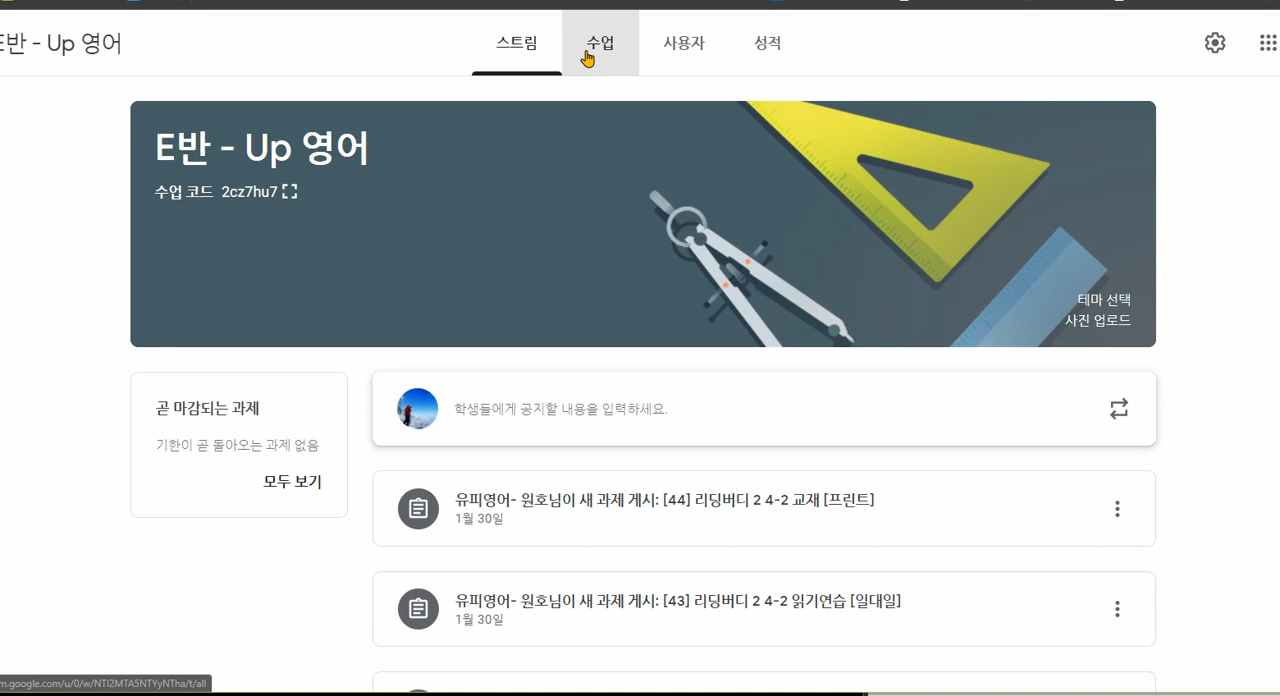 E반 - Up 영어
스트림
수업
사용자
성적
E반 - Up 영어
수업 코드 2cz7hu7
테마 선택
사진 업로드
곧 마감되는 과제
기한이 곧 돌아오는 과제 없음
모두 보기
학생들에게 공지할 내용을 입력하세요.
유피영어- 원호님이 새 과제 게시: [44] 리딩버디 2 4-2 교재 [프린트]
1월 30일
유피영어- 원호님이 새 과제 게시: [43] 리딩버디 2 4-2 읽기연습 [일대일]
1월 30일
m.google.com/u/0/w/NTI2MTA5NTYyNTha/t/all